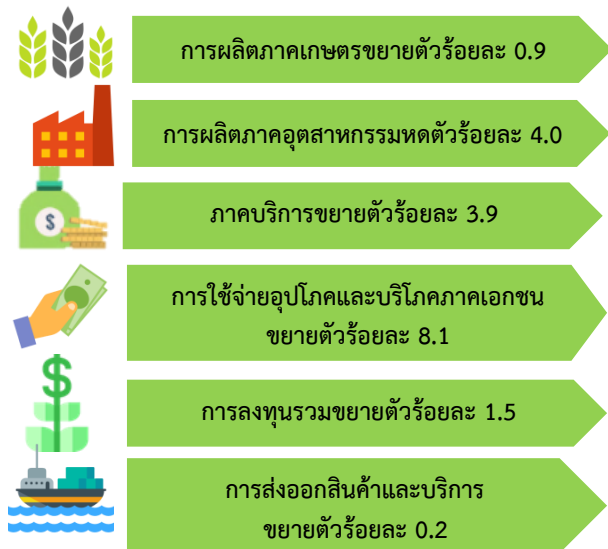 การผลิตภาคเกษตรขยายตัวร้อยละ 0.9
การผลิตภาคอุตสาหกรรมหดตัวร้อยละ 4.0
$
ภาคบริการขยายตัวร้อยละ 3.9
การใช้จ่ายอุปโภคและบริโภคภาคเอกชน
ขยายตัวร้อยละ 8.1
$
การลงทุนรวมขยายตัวร้อยละ 1.5
การส่งออกสินค้าและบริการ
ขยายตัวร้อยละ 0.2